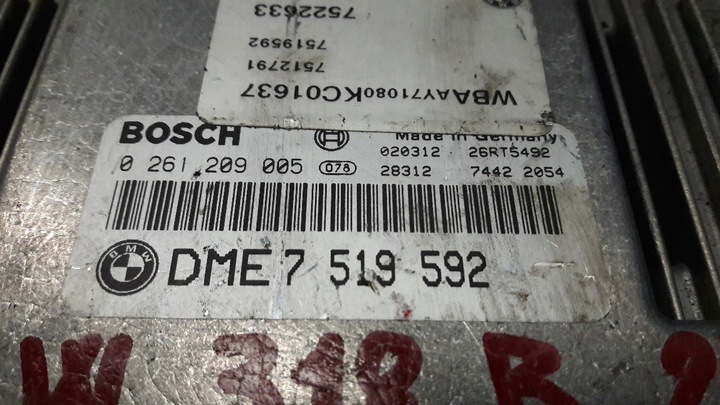 7522633
7519592
7512791
WBAAY71080KC01637
BOSCH
Made in Germany
0 261 209 005 078
020312 26RT5492
28312 7442 2054
BMW
DME 7 519 592
W 318 R